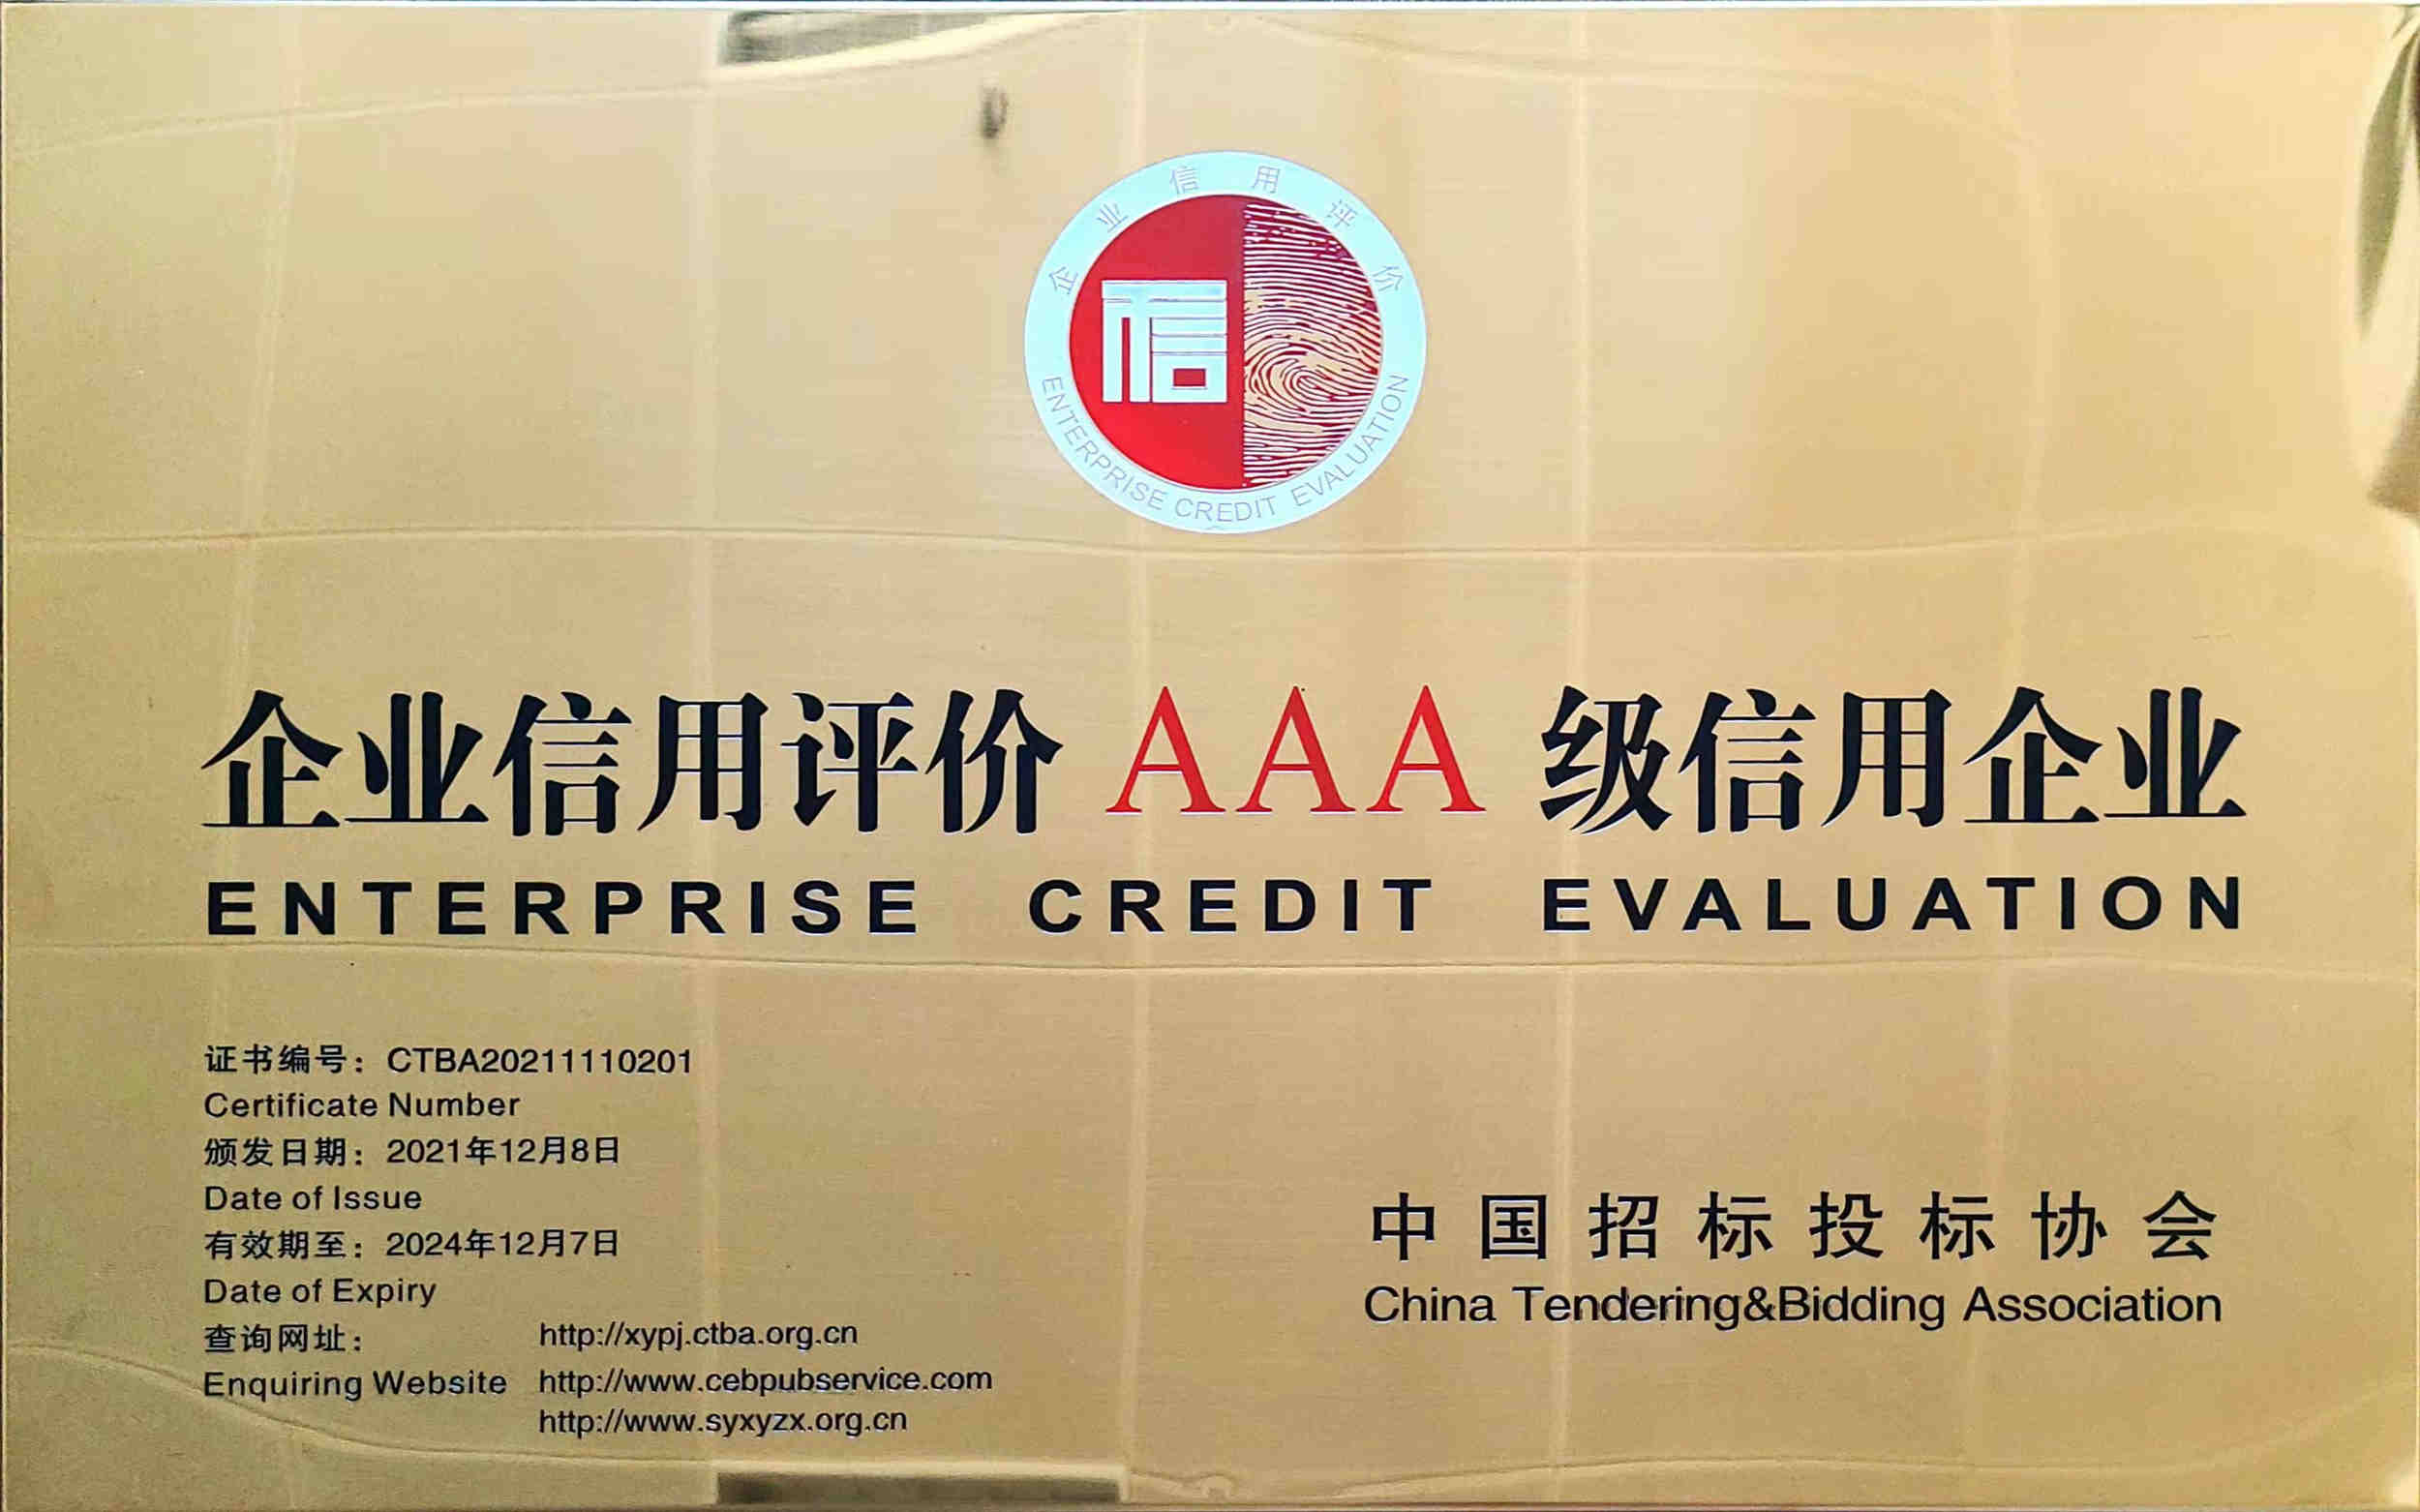 企业信用评价
信
ENTERPRISE CREDIT EVALUATION
企业信用评价 AAA 级信用企业
ENTERPRISE CREDIT EVALUATION
证书编号：CTBA20211110201
Certificate Number
颁发日期：2021年12月8日
Date of Issue
有效期至：2024年12月7日
Date of Expiry
查询网址： http://xypj.ctba.org.cn
Enquiring Website http://www.cebpubservice.com
http://www.syxyzx.org.cn
中国招标投标协会
China Tendering&Bidding Association